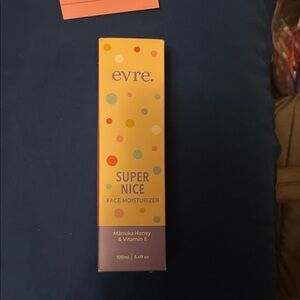 evre.
SUPER
NICE
FACE MOISTURIZER
Mānuka Honey
& Vitamin E
100ml | 3.49 oz